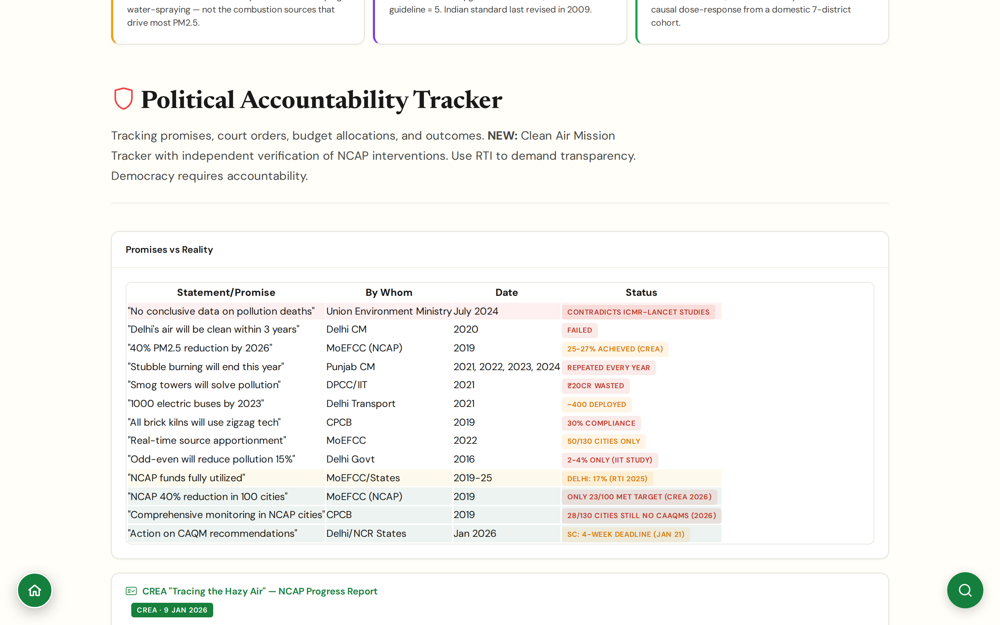 water-spraying — not the combustion sources that
drive most PM2.5.
guideline = 5. Indian standard last revised in 2009.
causal dose-response from a domestic 7-district
cohort.
Political Accountability Tracker
Tracking promises, court orders, budget allocations, and outcomes. NEW: Clean Air Mission
Tracker with independent verification of NCAP interventions. Use RTI to demand transparency.
Democracy requires accountability.
Promises vs Reality
Statement/Promise By Whom Date Status
"No conclusive data on pollution deaths" Union Environment Ministry July 2024 CONTRADICTS ICMR-LANCET STUDIES
"Delhi's air will be clean within 3 years" Delhi CM 2020 FAILED
"40% PM2.5 reduction by 2026" MoEFCC (NCAP) 2019 25-27% ACHIEVED (CREA)
"Stubble burning will end this year" Punjab CM 2021, 2022, 2023, 2024 REPEATED EVERY YEAR
"Smog towers will solve pollution" DPCC/IIT 2021 ₹20CR WASTED
"1000 electric buses by 2023" Delhi Transport 2021 ~400 DEPLOYED
"All brick kilns will use zigzag tech" CPCB 2019 30% COMPLIANCE
"Real-time source apportionment" MoEFCC 2022 50/130 CITIES ONLY
"Odd-even will reduce pollution 15%" Delhi Govt 2016 2-4% ONLY (IIT STUDY)
"NCAP funds fully utilized" MoEFCC/States 2019-25 DELHI: 17% (RTI 2025)
"NCAP 40% reduction in 100 cities" MoEFCC (NCAP) 2019 ONLY 23/100 MET TARGET (CREA 2026)
"Comprehensive monitoring in NCAP cities" CPCB 2019 28/130 CITIES STILL NO CAAQMS (2026)
"Action on CAQM recommendations" Delhi/NCR States Jan 2026 SC: 4-WEEK DEADLINE (JAN 21)
CREA "Tracing the Hazy Air" — NCAP Progress Report
CREA · 9 JAN 2026